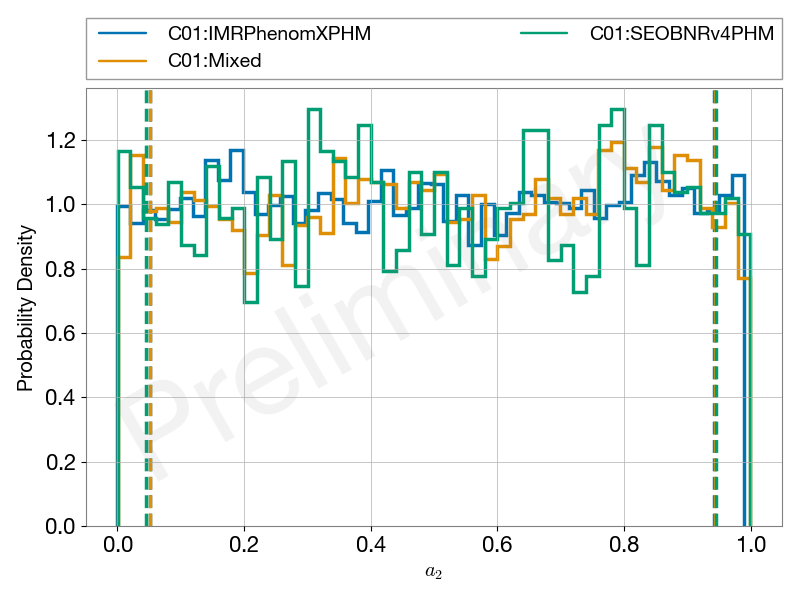 C01:IMRPhenomXPHM
C01:Mixed
C01:SEOBNRv4PHM
1.2
1.0
0.8
0.6
0.4
0.2
0.0
Probability Density
Preliminary
0.0 0.2 0.4 0.6 0.8 1.0
a₂